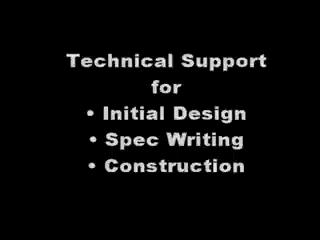 Technical Support
for
• Initial Design
• Spec Writing
• Construction